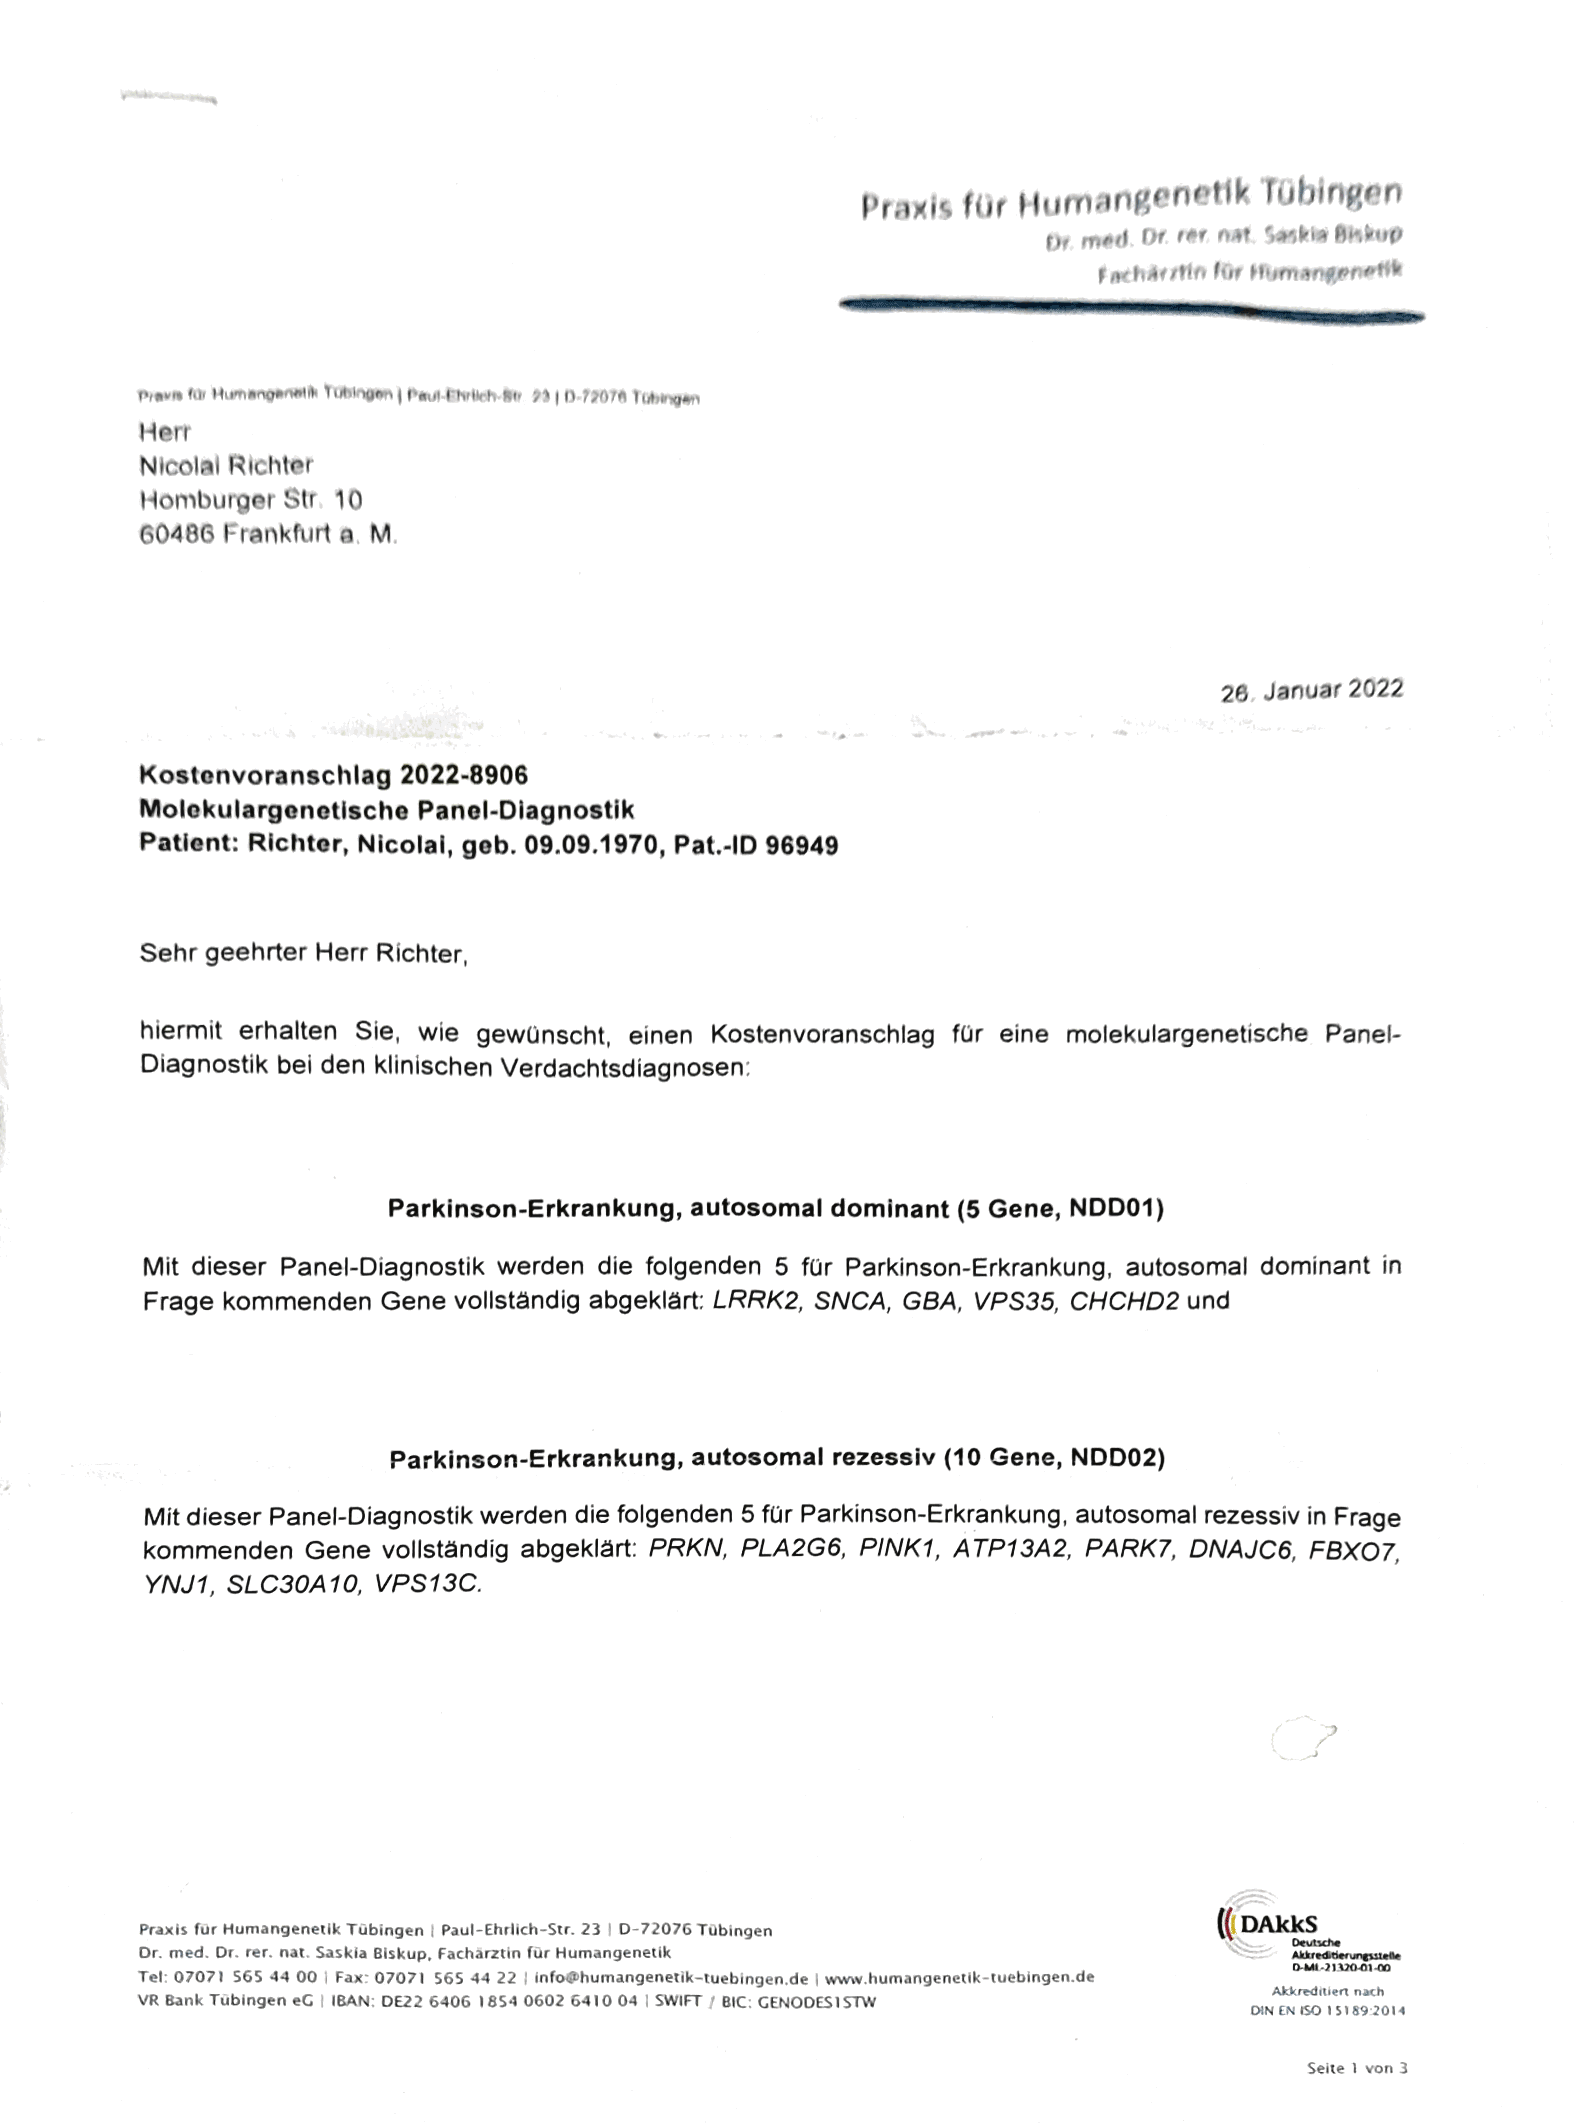 Praxis für Humangenetik Tübingen
Dr. med. Dr. rer. nat. Saskia Biskup
Fachärztin für Humangenetik
Praxis für Humangenetik Tübingen | Paul-Ehrlich-Str. 23 | D-72076 Tübingen
Herr
Nicolai Richter
Homburger Str. 10
60486 Frankfurt a. M.
26. Januar 2022
Kostenvoranschlag 2022-8906
Molekulargenetische Panel-Diagnostik
Patient: Richter, Nicolai, geb. 09.09.1970, Pat.-ID 96949
Sehr geehrter Herr Richter,
hiermit erhalten Sie, wie gewünscht, einen Kostenvoranschlag für eine molekulargenetische Panel-
Diagnostik bei den klinischen Verdachtsdiagnosen:
Parkinson-Erkrankung, autosomal dominant (5 Gene, NDD01)
Mit dieser Panel-Diagnostik werden die folgenden 5 für Parkinson-Erkrankung, autosomal dominant in
Frage kommenden Gene vollständig abgeklärt: LRRK2, SNCA, GBA, VPS35, CHCHD2 und
Parkinson-Erkrankung, autosomal rezessiv (10 Gene, NDD02)
Mit dieser Panel-Diagnostik werden die folgenden 5 für Parkinson-Erkrankung, autosomal rezessiv in Frage
kommenden Gene vollständig abgeklärt: PRKN, PLA2G6, PINK1, ATP13A2, PARK7, DNAJC6, FBXO7,
YNJ1, SLC30A10, VPS13C.
Praxis für Humangenetik Tübingen | Paul-Ehrlich-Str. 23 | D-72076 Tübingen
Dr. med. Dr. rer. nat. Saskia Biskup, Fachärztin für Humangenetik
Tel: 07071 565 44 00 | Fax: 07071 565 44 22 | info@humangenetik-tuebingen.de | www.humangenetik-tuebingen.de
VR Bank Tübingen eG | IBAN: DE22 6406 1854 0602 6410 04 | SWIFT / BIC: GENODES1STW
DAkkS
Deutsche
Akkreditierungsstelle
D-ML-21320-01-00
Akkreditiert nach
DIN EN ISO 15189:2014
Seite 1 von 3